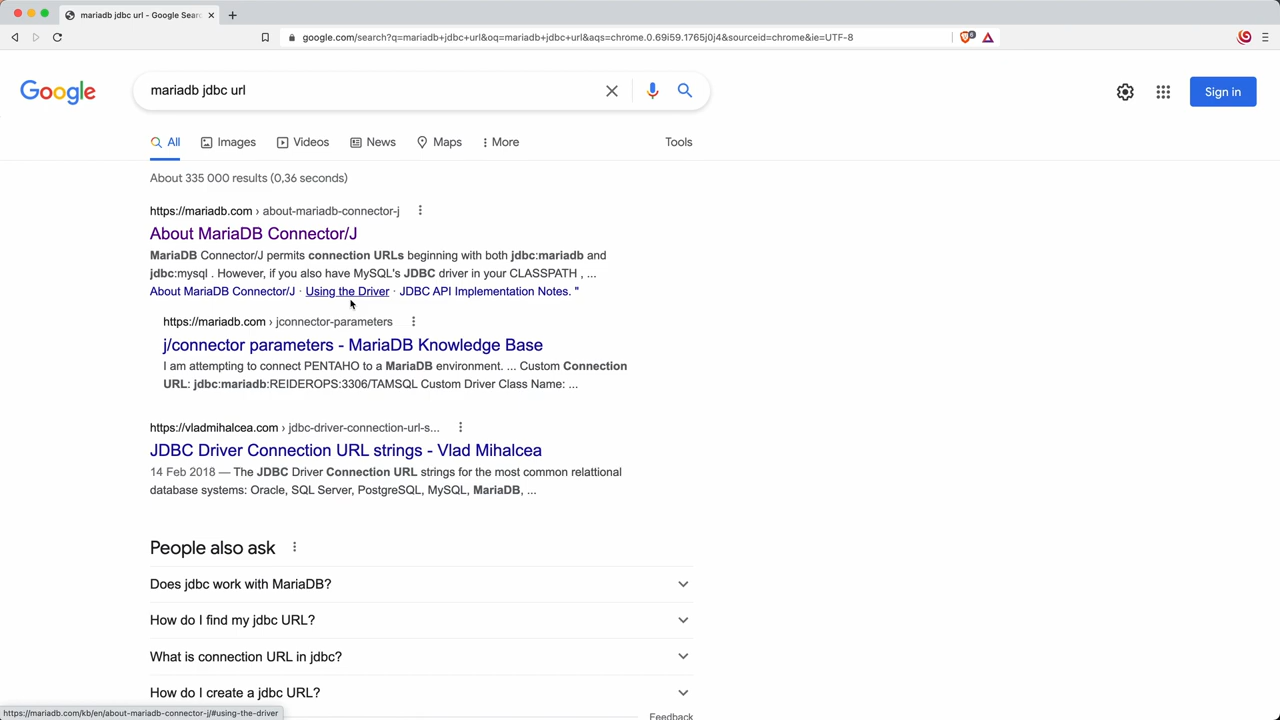 mariadb jdbc url - Google Sear
google.com/search?q=mariadb+jdbc+url&oq=mariadb+jdbc+url&aqs=chrome.0.69i59.1765j0j4&sourceid=chrome&ie=UTF-8
8
Google
mariadb jdbc url
Sign in
All
Images
Videos
News
Maps
More
Tools
About 335 000 results (0,36 seconds)
https://mariadb.com › about-mariadb-connector-j
About MariaDB Connector/J
MariaDB Connector/J permits connection URLs beginning with both jdbc:mariadb and
jdbc:mysql . However, if you also have MySQL's JDBC driver in your CLASSPATH , ...
About MariaDB Connector/J · Using the Driver · JDBC API Implementation Notes. "
https://mariadb.com › jconnector-parameters
j/connector parameters - MariaDB Knowledge Base
I am attempting to connect PENTAHO to a MariaDB environment. ... Custom Connection
URL: jdbc:mariadb:REIDEROPS:3306/TAMSQL Custom Driver Class Name: ...
https://vladmihalcea.com › jdbc-driver-connection-url-s...
JDBC Driver Connection URL strings - Vlad Mihalcea
14 Feb 2018 — The JDBC Driver Connection URL strings for the most common relattional
database systems: Oracle, SQL Server, PostgreSQL, MySQL, MariaDB, ...
People also ask
Does jdbc work with MariaDB?
How do I find my jdbc URL?
What is connection URL in jdbc?
How do I create a jdbc URL?
Feedback
https://mariadb.com/kb/en/about-mariadb-connector-j/#using-the-driver